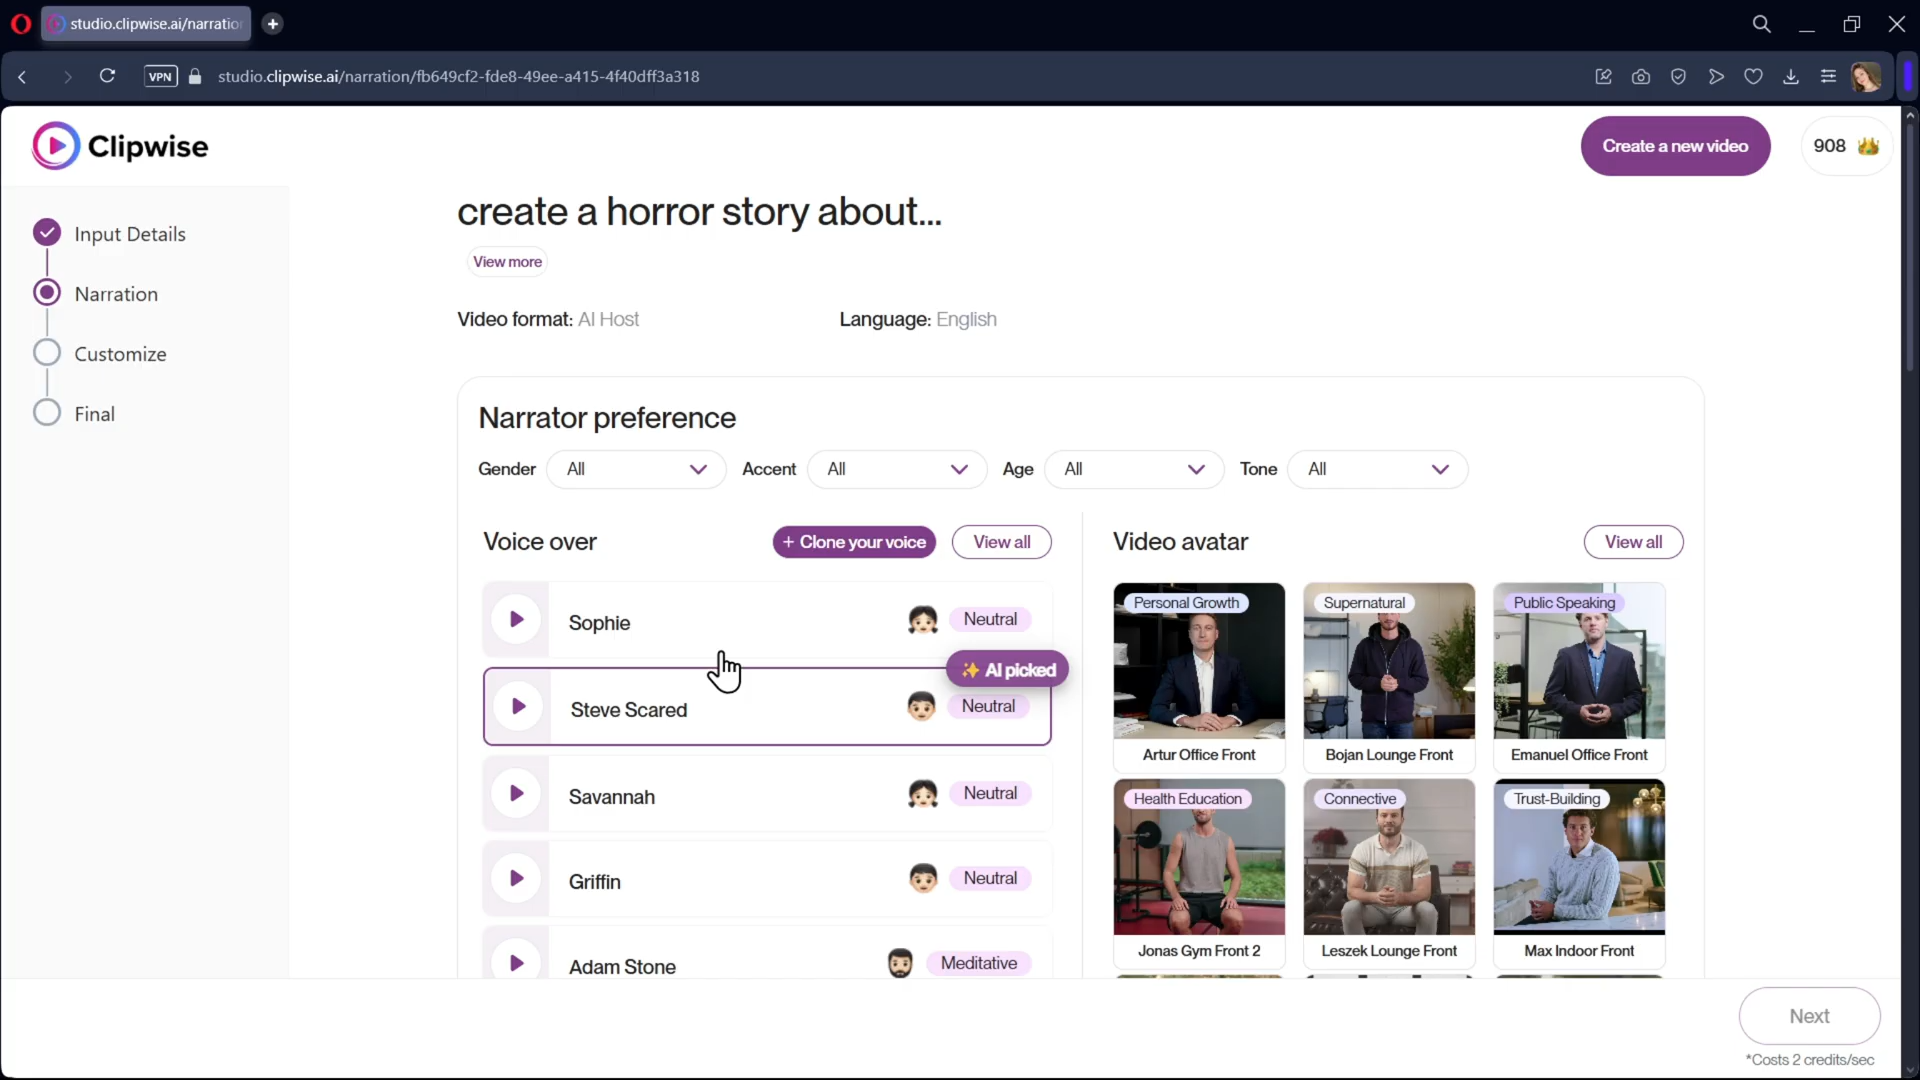 studio.clipwise.ai/narratio
VPN
studio.clipwise.ai/narration/fb649cf2-fde8-49ee-a415-4f40dff3a318
Clipwise
Create a new video
908
Input Details
Narration
Customize
Final
create a horror story about...
View more
Video format: AI Host
Language: English
Narrator preference
Gender All
Accent All
Age All
Tone All
Voice over
+ Clone your voice
View all
Sophie
Neutral
AI picked
Steve Scared
Neutral
Savannah
Neutral
Griffin
Neutral
Adam Stone
Meditative
Video avatar
View all
Personal Growth
Supernatural
Public Speaking
Artur Office Front
Bojan Lounge Front
Emanuel Office Front
Health Education
Connective
Trust-Building
Jonas Gym Front 2
Leszek Lounge Front
Max Indoor Front
Next
*Costs 2 credits/sec